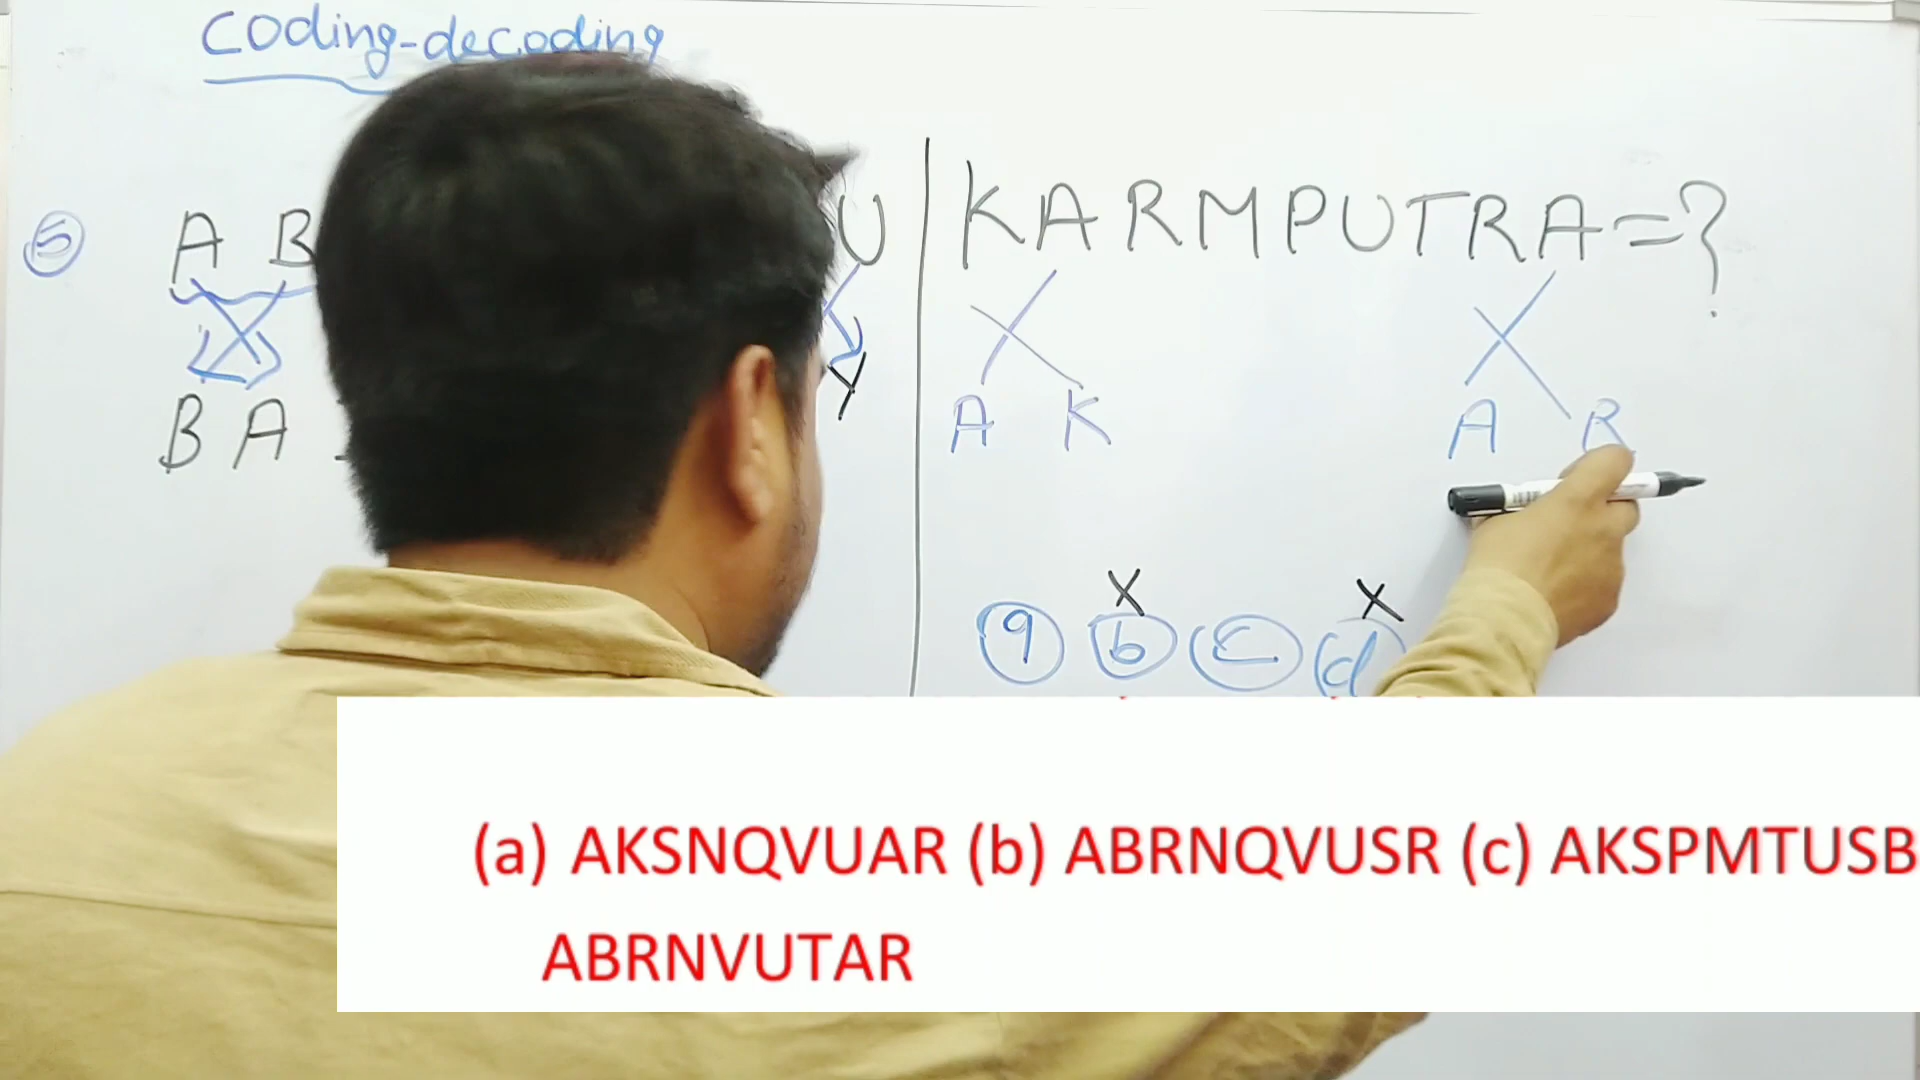 Coding-decoding
5 A B U KARMPUTRA=?
B A Y A K A R
a b c d
(a) AKSNQVUAR (b) ABRNQVUSR (c) AKSPMTUSB
ABRNVUTAR